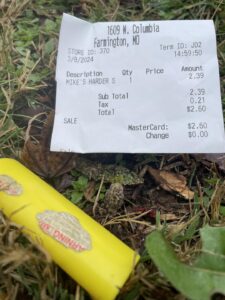 1609 W. Columbia
Farmington, MO
STORE ID: 370
Term ID: J02
3/9/2024
14:59:50
Description Qty Price Amount
MIKE'S HARDER S 1 2.39
Sub Total 2.39
Tax 0.21
Total $2.60
SALE
MasterCard: $2.60
Change $0.00
WARNING